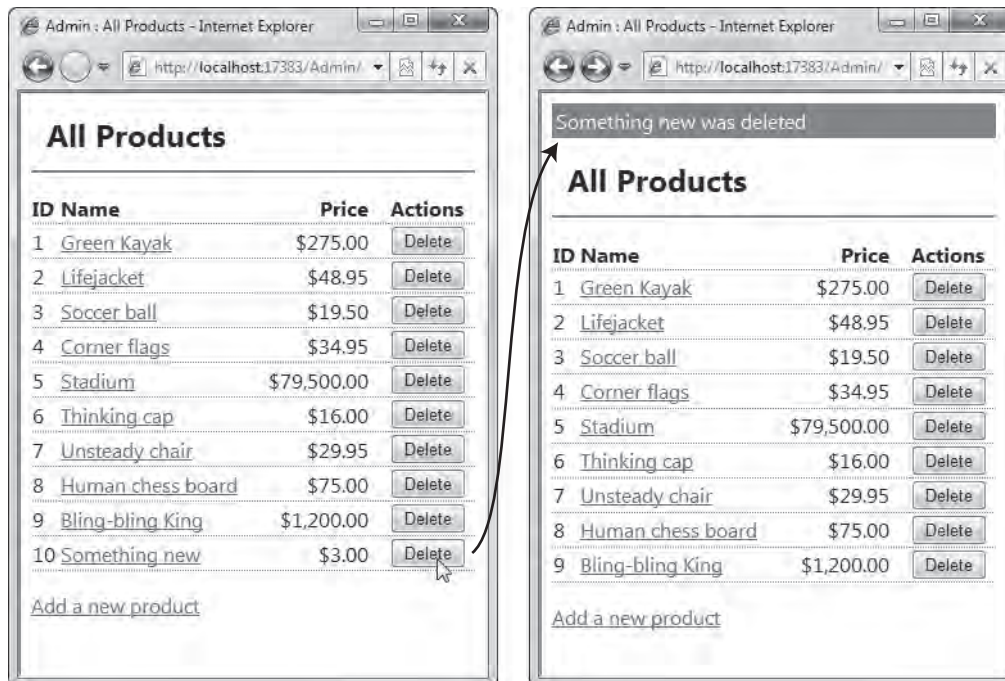 Admin : All Products - Internet Explorer
http://localhost:17383/Admin/
All Products
ID Name Price Actions
1 Green Kayak $275.00 Delete
2 Lifejacket $48.95 Delete
3 Soccer ball $19.50 Delete
4 Corner flags $34.95 Delete
5 Stadium $79,500.00 Delete
6 Thinking cap $16.00 Delete
7 Unsteady chair $29.95 Delete
8 Human chess board $75.00 Delete
9 Bling-bling King $1,200.00 Delete
10 Something new $3.00 Delete
Add a new product
Admin : All Products - Internet Explorer
http://localhost:17383/Admin/
Something new was deleted
All Products
ID Name Price Actions
1 Green Kayak $275.00 Delete
2 Lifejacket $48.95 Delete
3 Soccer ball $19.50 Delete
4 Corner flags $34.95 Delete
5 Stadium $79,500.00 Delete
6 Thinking cap $16.00 Delete
7 Unsteady chair $29.95 Delete
8 Human chess board $75.00 Delete
9 Bling-bling King $1,200.00 Delete
Add a new product